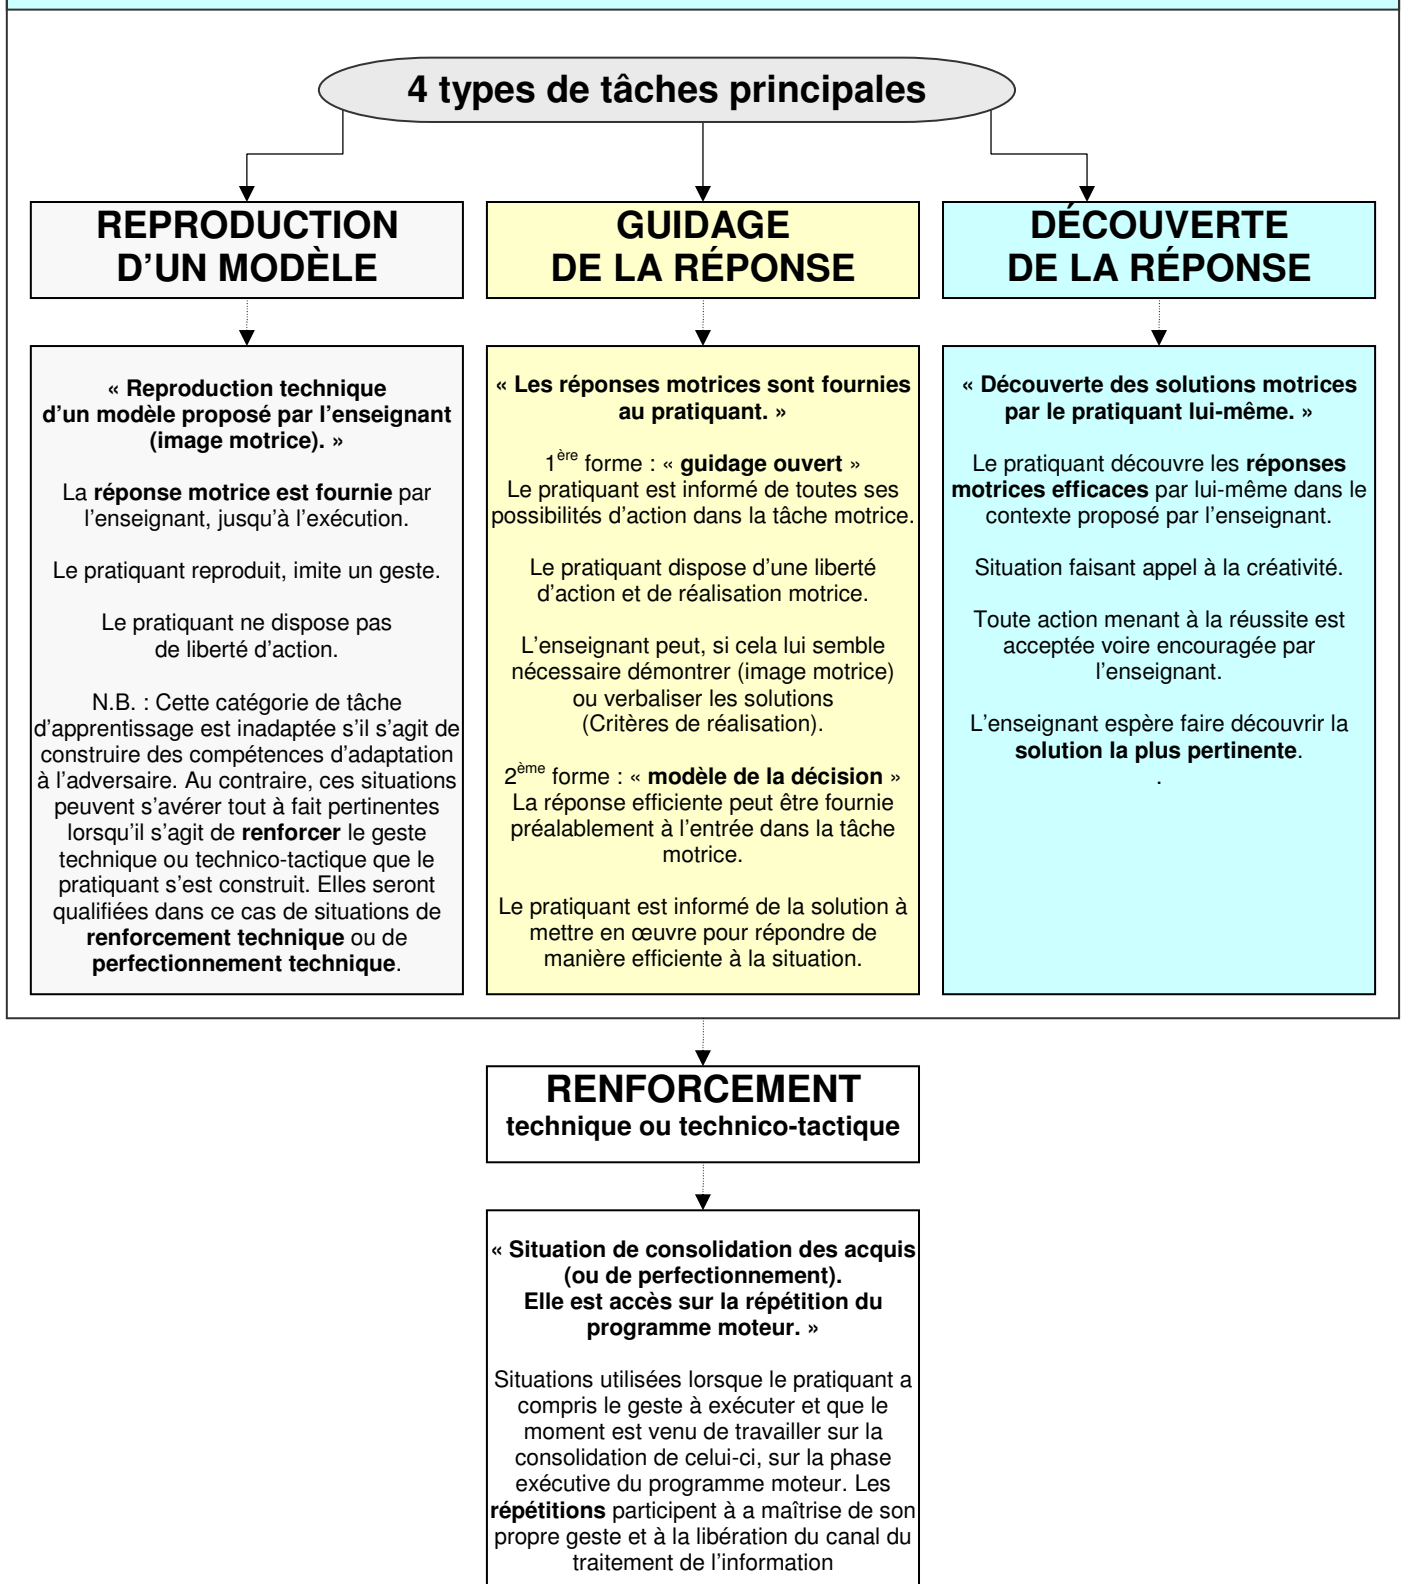 4 types de tâches principales
REPRODUCTION
D'UN MODÈLE
« Reproduction technique
d'un modèle proposé par l'enseignant
(image motrice). »
La réponse motrice est fournie par
l'enseignant, jusqu'à l'exécution.
Le pratiquant reproduit, imite un geste.
Le pratiquant ne dispose pas
de liberté d'action.
N.B. : Cette catégorie de tâche
d'apprentissage est inadaptée s'il s'agit de
construire des compétences d'adaptation
à l'adversaire. Au contraire, ces situations
peuvent s'avérer tout à fait pertinentes
lorsqu'il s'agit de renforcer le geste
technique ou technico-tactique que le
pratiquant s'est construit. Elles seront
qualifiées dans ce cas de situations de
renforcement technique ou de
perfectionnement technique.
GUIDAGE
DE LA RÉPONSE
« Les réponses motrices sont fournies
au pratiquant. »
1ère forme : « guidage ouvert »
Le pratiquant est informé de toutes ses
possibilités d'action dans la tâche motrice.
Le pratiquant dispose d'une liberté
d'action et de réalisation motrice.
L'enseignant peut, si cela lui semble
nécessaire démontrer (image motrice)
ou verbaliser les solutions
(Critères de réalisation).
2ème forme : « modèle de la décision »
La réponse efficiente peut être fournie
préalablement à l'entrée dans la tâche
motrice.
Le pratiquant est informé de la solution à
mettre en œuvre pour répondre de
manière efficiente à la situation.
DÉCOUVERTE
DE LA RÉPONSE
« Découverte des solutions motrices
par le pratiquant lui-même. »
Le pratiquant découvre les réponses
motrices efficaces par lui-même dans le
contexte proposé par l'enseignant.
Situation faisant appel à la créativité.
Toute action menant à la réussite est
acceptée voire encouragée par
l'enseignant.
L'enseignant espère faire découvrir la
solution la plus pertinente.
.
RENFORCEMENT
technique ou technico-tactique
« Situation de consolidation des acquis
(ou de perfectionnement).
Elle est accès sur la répétition du
programme moteur. »
Situations utilisées lorsque le pratiquant a
compris le geste à exécuter et que le
moment est venu de travailler sur la
consolidation de celui-ci, sur la phase
exécutive du programme moteur. Les
répétitions participent à a maîtrise de son
propre geste et à la libération du canal du
traitement de l'information